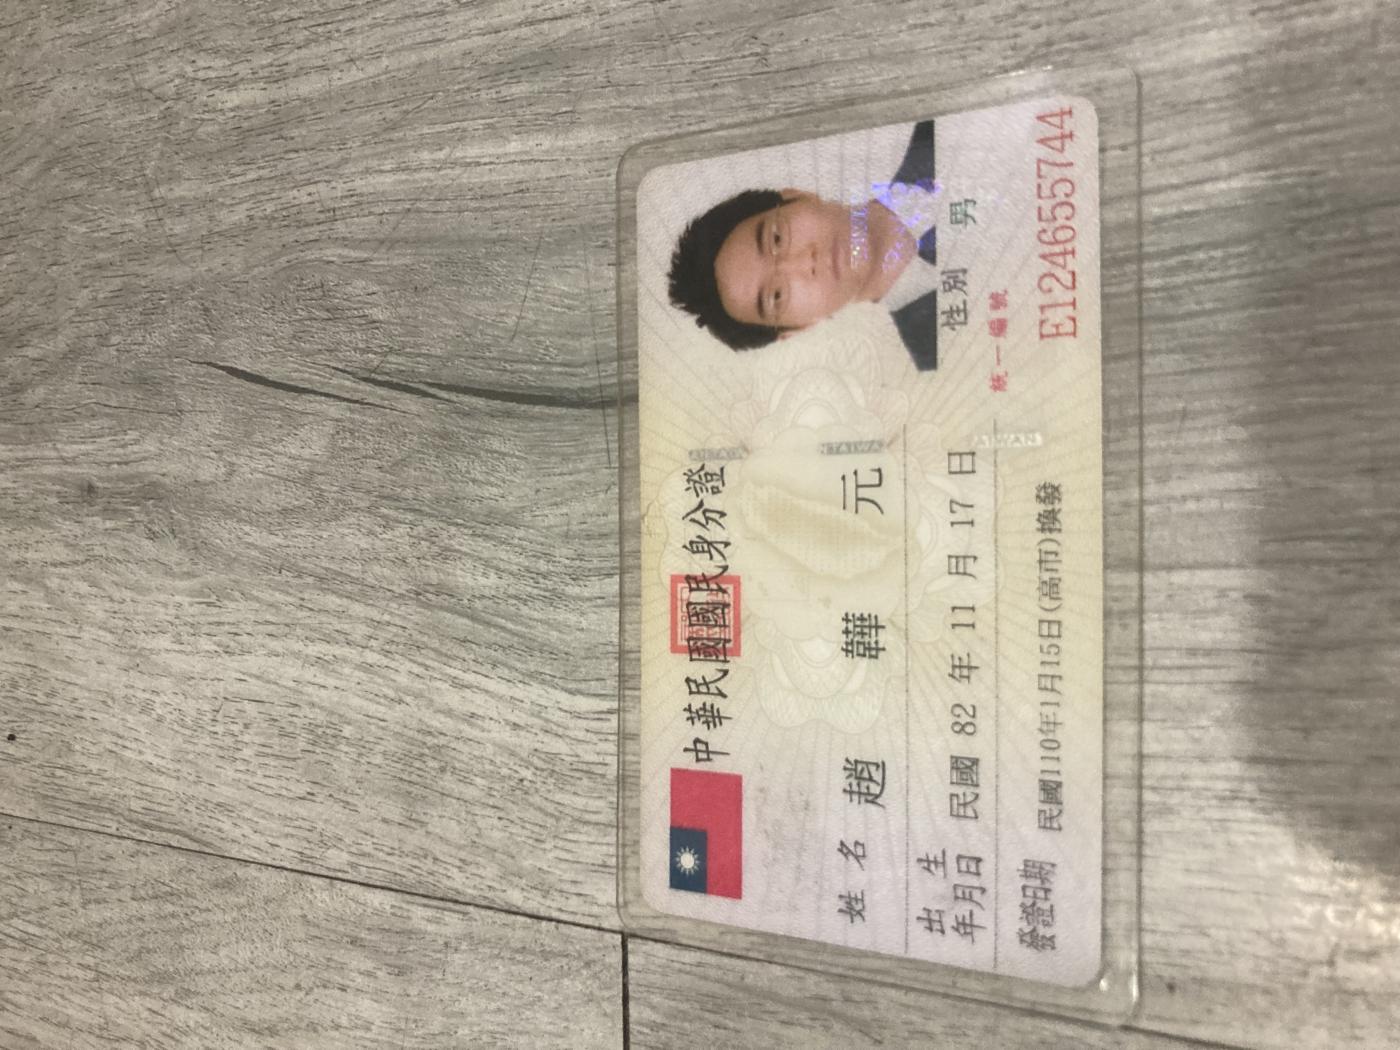 中華民國國民身分證
姓名 趙韡元
出生年月日 民國 82 年 11 月 17 日
性別 男
發證日期 民國110年1月15日(高市)換發
統一編號
E124655744
TAIWAN